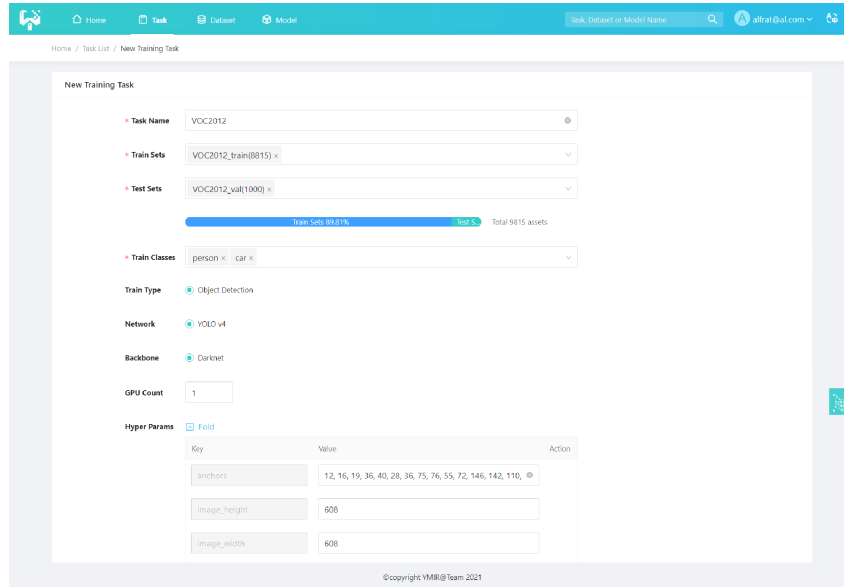 Home Task Dataset Model Task, Dataset or Model Name A alfrat@al.com
Home / Task List / New Training Task
New Training Task
* Task Name VOC2012
* Train Sets VOC2012_train(8815) ×
* Test Sets VOC2012_val(1000) ×
Train Sets 89.81% Test S... Total 9815 assets
* Train Classes person × car ×
Train Type Object Detection
Network YOLO v4
Backbone Darknet
GPU Count 1
Hyper Params Fold
Key Value Action
anchors 12, 16, 19, 36, 40, 28, 36, 75, 76, 55, 72, 146, 142, 110,
image_height 608
image_width 608
©copyright YMIR@Team 2021